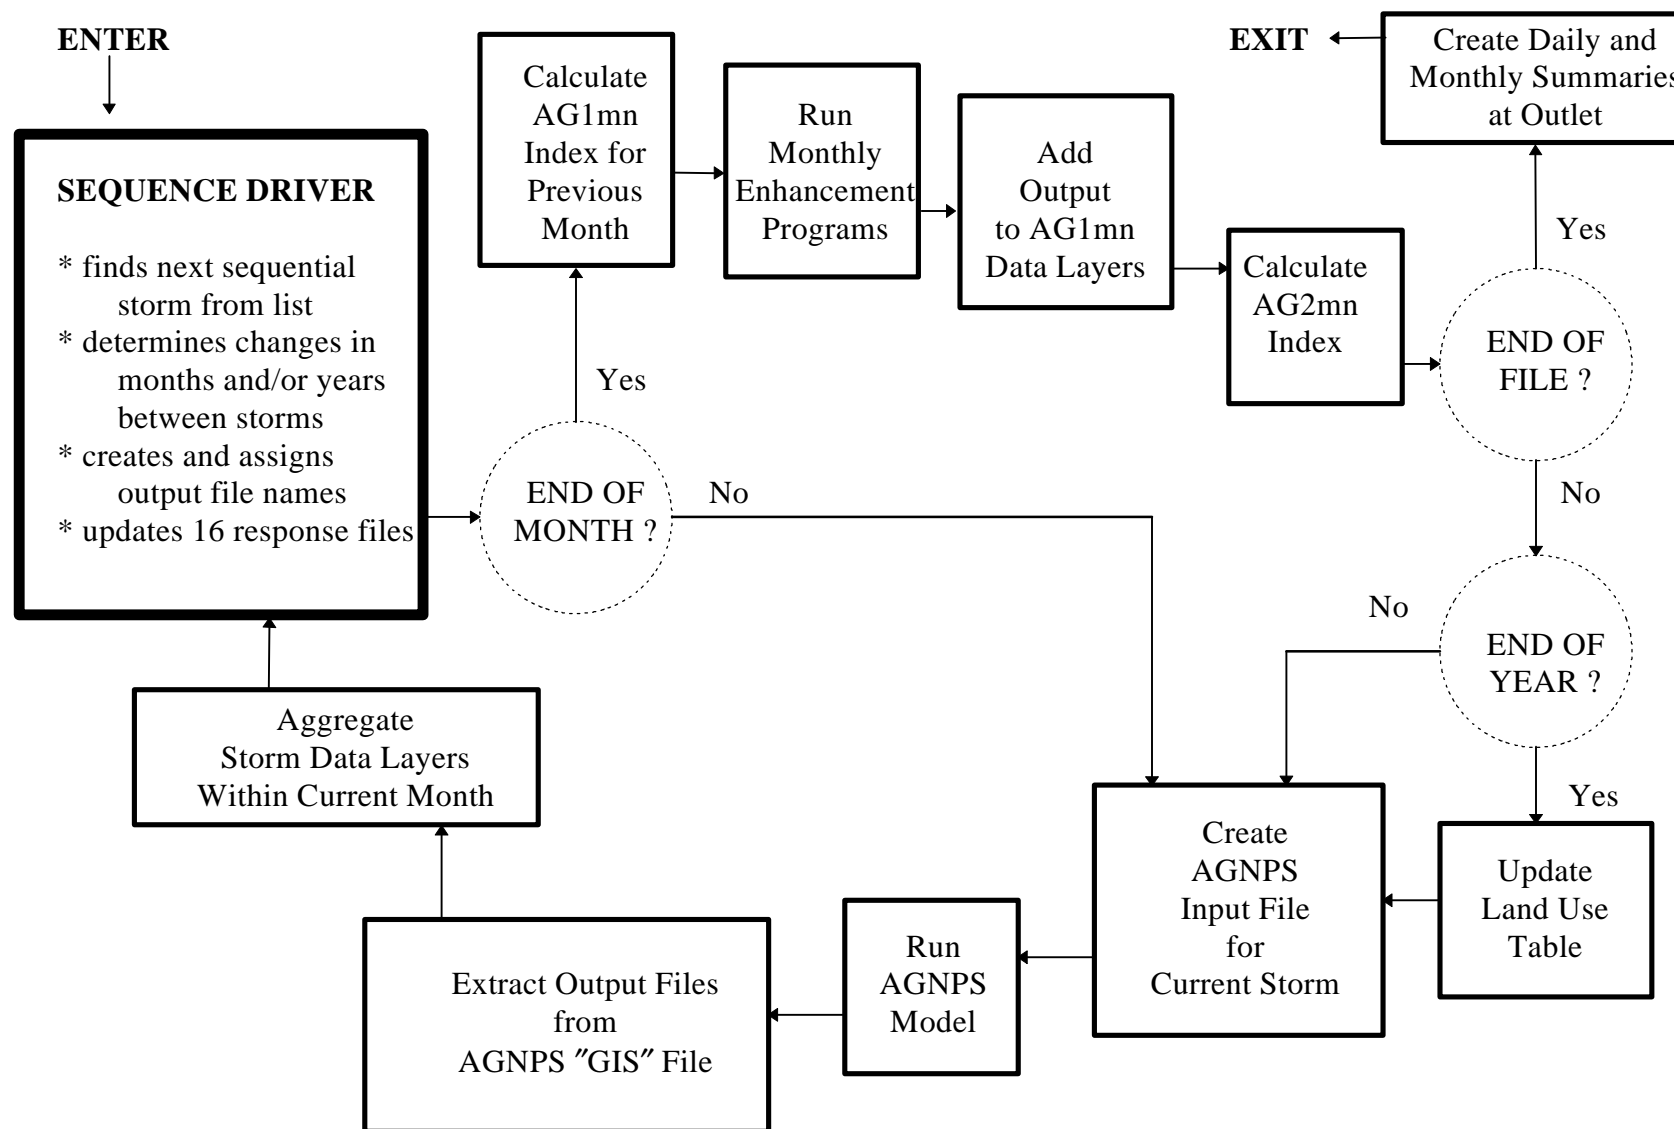 ENTER
SEQUENCE DRIVER
* finds next sequential
storm from list
* determines changes in
months and/or years
between storms
* creates and assigns
output file names
* updates 16 response files
END OF
MONTH ?
Yes
No
Calculate
AG1mn
Index for
Previous
Month
Run
Monthly
Enhancement
Programs
Add
Output
to AG1mn
Data Layers
Calculate
AG2mn
Index
END OF
FILE ?
Yes
No
Create Daily and
Monthly Summaries
at Outlet
EXIT
END OF
YEAR ?
No
Yes
Update
Land Use
Table
Create
AGNPS
Input File
for
Current Storm
Run
AGNPS
Model
Extract Output Files
from
AGNPS "GIS" File
Aggregate
Storm Data Layers
Within Current Month